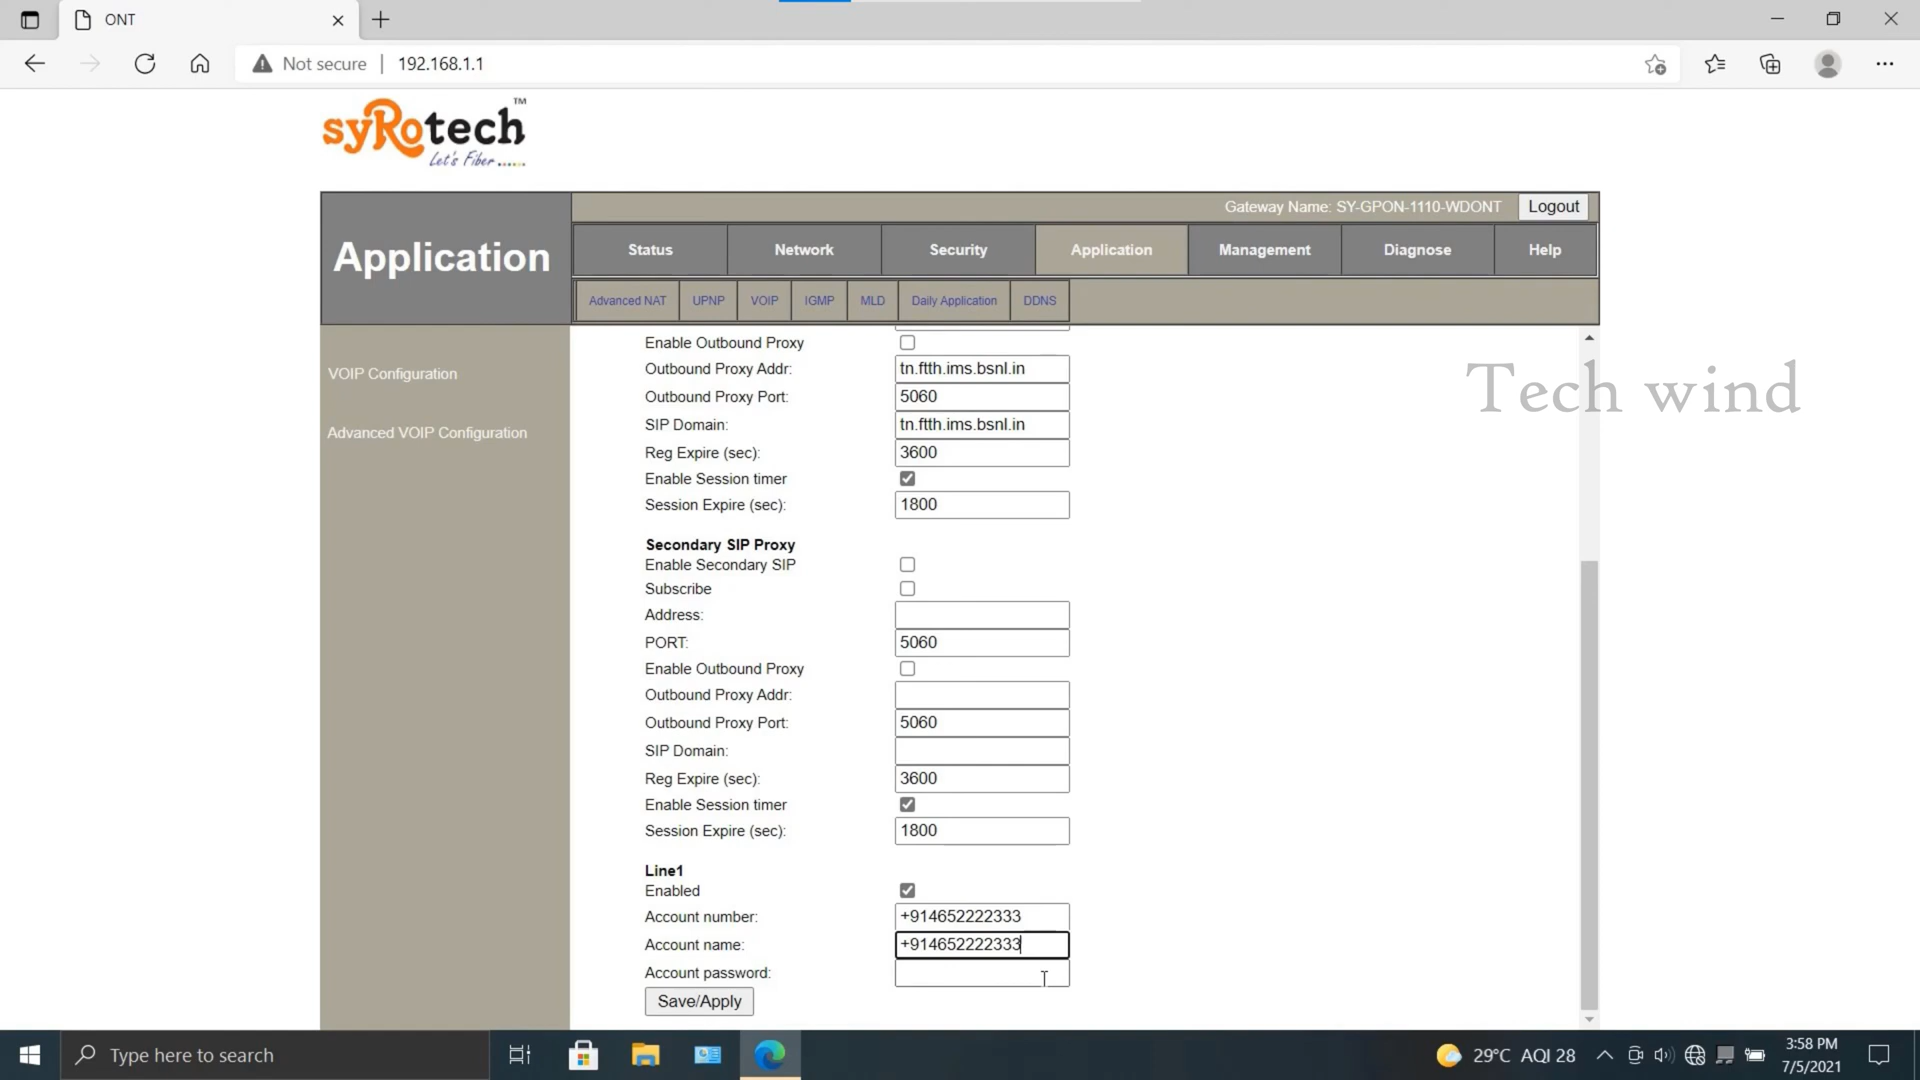 ONT
Not secure
192.168.1.1
syRotech™
Let's Fiber ......
Gateway Name: SY-GPON-1110-WDONT
Logout
Application
Status
Network
Security
Application
Management
Diagnose
Help
Advanced NAT
UPNP
VOIP
IGMP
MLD
Daily Application
DDNS
VOIP Configuration
Advanced VOIP Configuration
Tech wind
Enable Outbound Proxy
Outbound Proxy Addr: tn.ftth.ims.bsnl.in
Outbound Proxy Port: 5060
SIP Domain: tn.ftth.ims.bsnl.in
Reg Expire (sec): 3600
Enable Session timer
Session Expire (sec): 1800
Secondary SIP Proxy
Enable Secondary SIP
Subscribe
Address:
PORT: 5060
Enable Outbound Proxy
Outbound Proxy Addr:
Outbound Proxy Port: 5060
SIP Domain:
Reg Expire (sec): 3600
Enable Session timer
Session Expire (sec): 1800
Line1
Enabled
Account number: +914652222333
Account name: +914652222333
Account password:
Save/Apply
Type here to search
29°C AQI 28
3:58 PM
7/5/2021